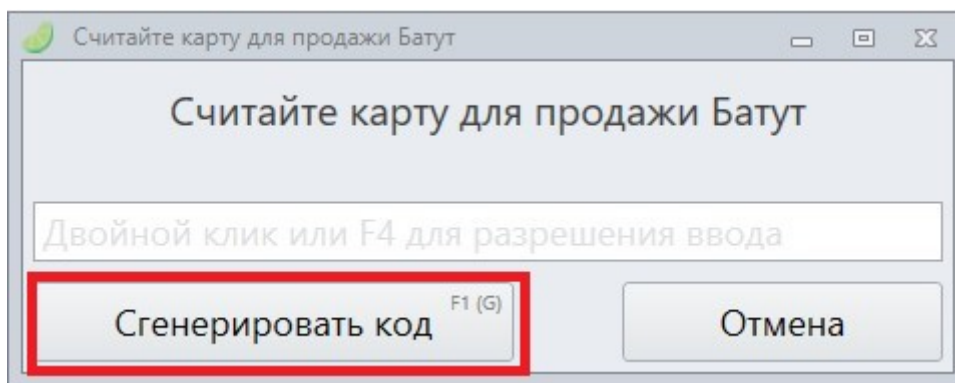 Считайте карту для продажи Батут
Считайте карту для продажи Батут
Двойной клик или F4 для разрешения ввода
Сгенерировать код F1 (G)
Отмена